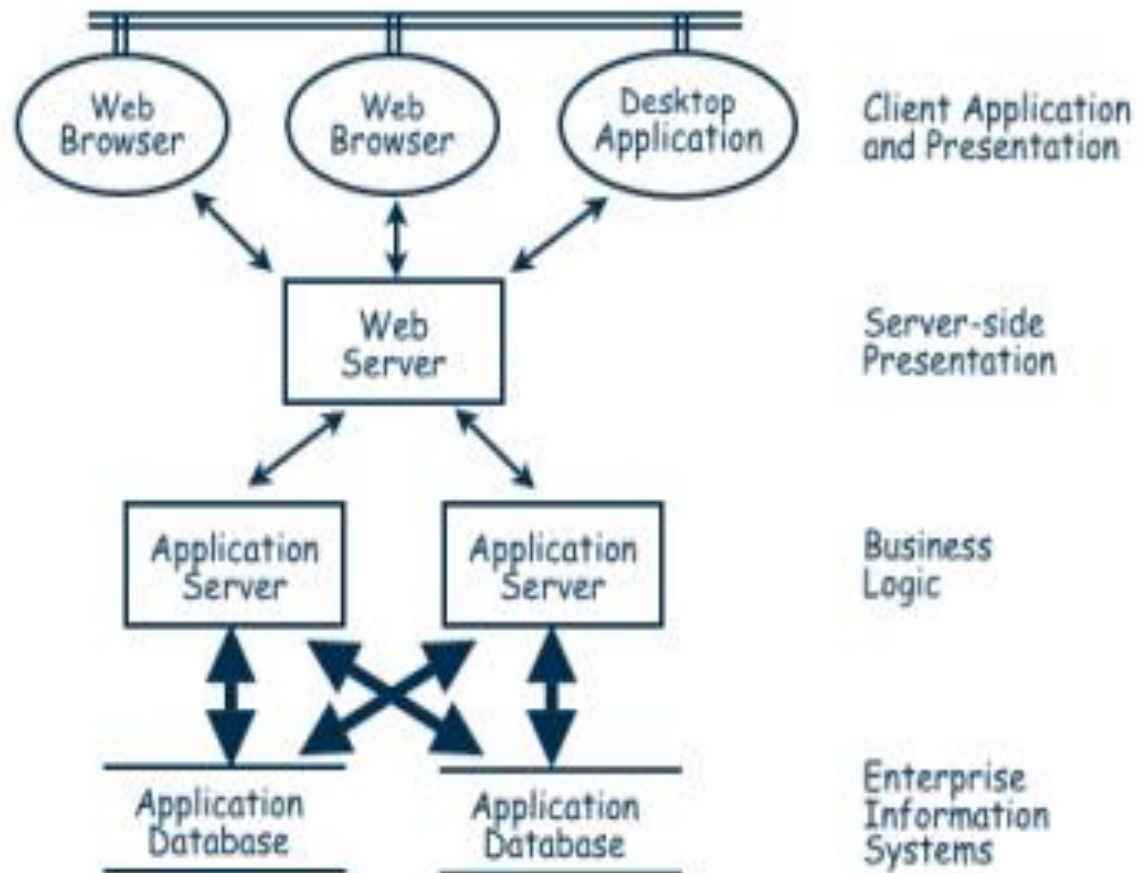 Web
Browser
Web
Browser
Desktop
Application
Client Application
and Presentation
Web
Server
Server-side
Presentation
Application
Server
Application
Server
Business
Logic
Application
Database
Application
Database
Enterprise
Information
Systems